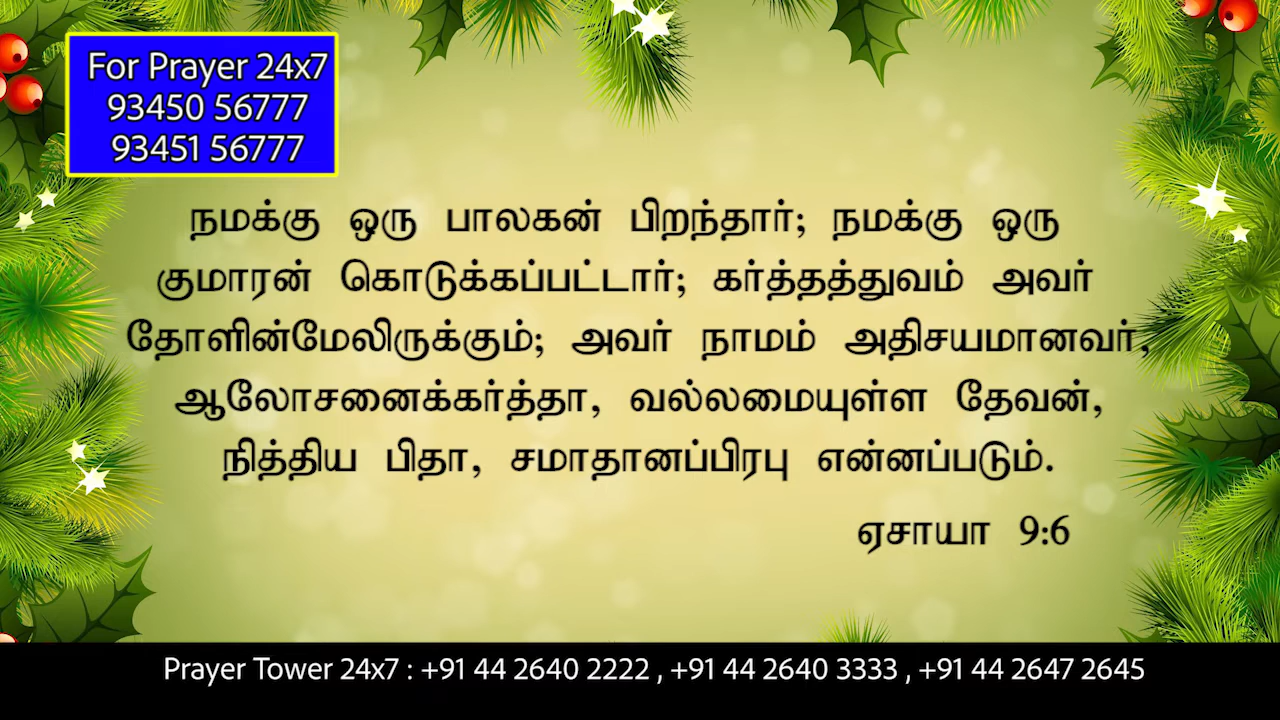 For Prayer 24x7
93450 56777
93451 56777
நமக்கு ஒரு பாலகன் பிறந்தார்; நமக்கு ஒரு
குமாரன் கொடுக்கப்பட்டார்; கர்த்தத்துவம் அவர்
தோளின்மேலிருக்கும்; அவர் நாமம் அதிசயமானவர்,
ஆலோசனைக்கர்த்தா, வல்லமையுள்ள தேவன்,
நித்திய பிதா, சமாதானப்பிரபு என்னப்படும்.
ஏசாயா 9:6
Prayer Tower 24x7 : +91 44 2640 2222 , +91 44 2640 3333 , +91 44 2647 2645